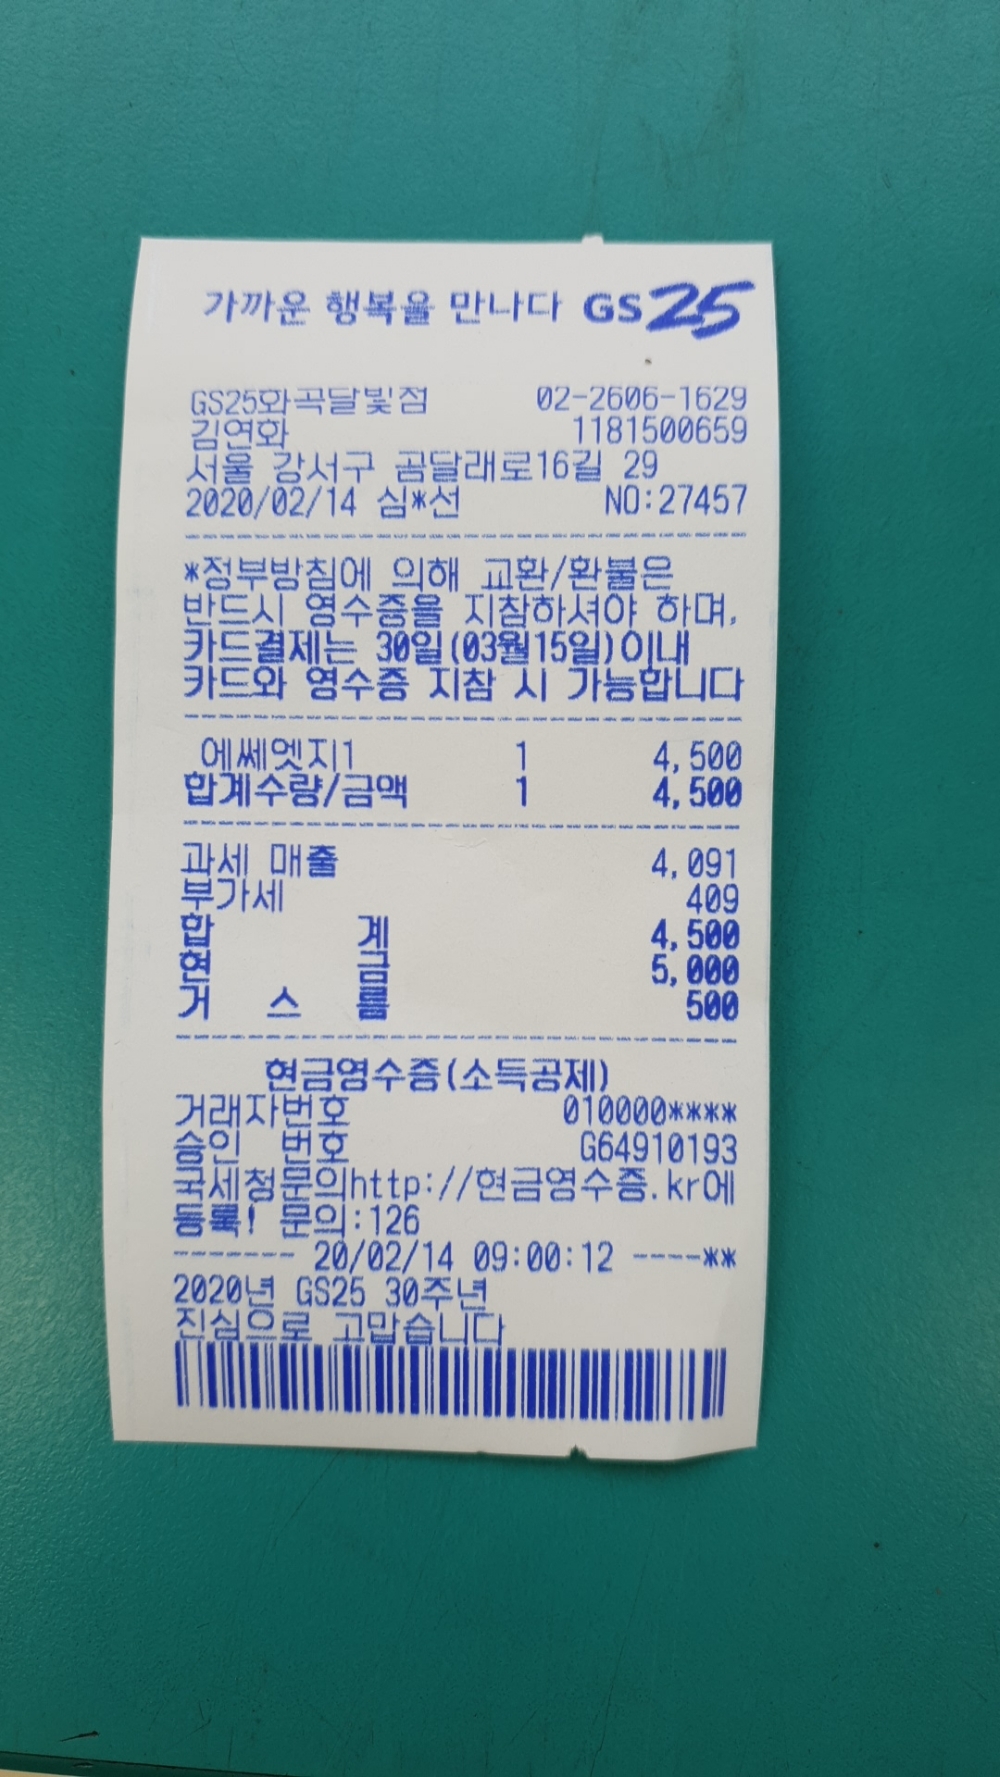 가까운 행복을 만나다 GS25
GS25화곡달빛점 02-2606-1629
김연화 1181500659
서울 강서구 곰달래로16길 29
2020/02/14 심*선 NO:27457
*정부방침에 의해 교환/환불은
반드시 영수증을 지참하셔야 하며,
카드결제는 30일(03월15일)이내
카드와 영수증 지참 시 가능합니다
에쎄엣지1 1 4,500
합계수량/금액 1 4,500
과세 매출 4,091
부가세 409
합 계 4,500
현 금 5,000
거 스 름 500
현금영수증(소득공제)
거래자번호 010000****
승인 번호 G64910193
국세청문의http://현금영수증.kr에
등록! 문의:126
------- 20/02/14 09:00:12 ----**
2020년 GS25 30주년
진심으로 고맙습니다